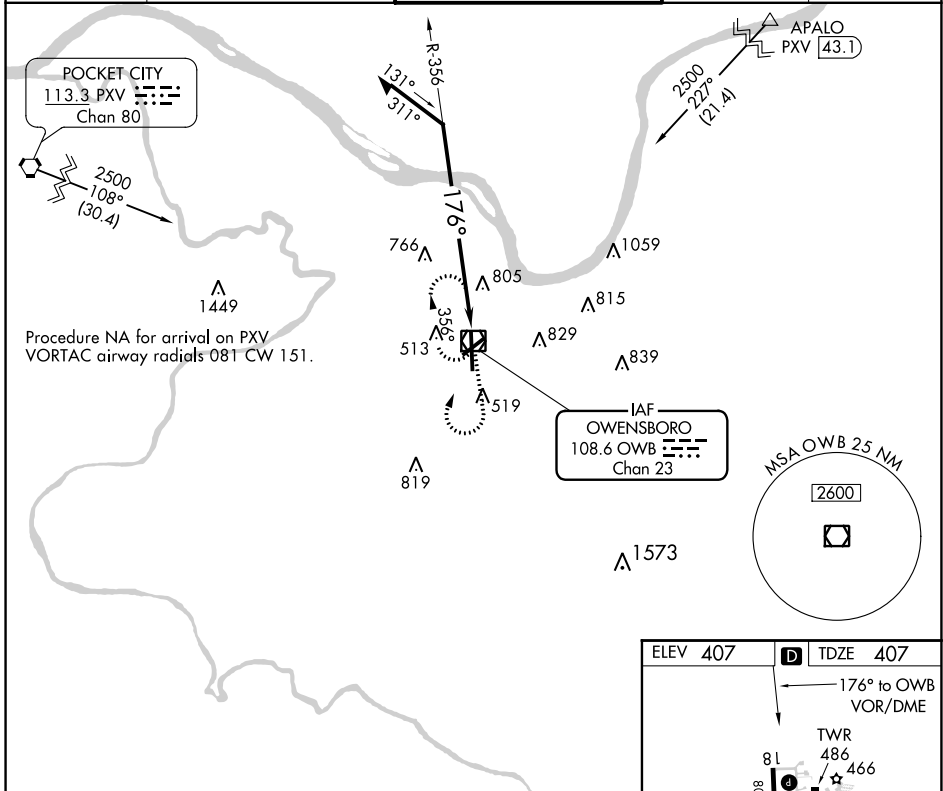 POCKET CITY
113.3 PXV
Chan 80
2500
108°
(30.4)
R-356
131°
311°
APALO
PXV 43.1
2500
227°
(21.4)
176°
766
805
1059
815
829
839
1449
356°
513
519
819
1573
Procedure NA for arrival on PXV
VORTAC airway radials 081 CW 151.
IAF
OWENSBORO
108.6 OWB
Chan 23
MSA OWB 25 NM
2600
ELEV 407
D
TDZE 407
176° to OWB
VOR/DME
TWR
486
466
18
P